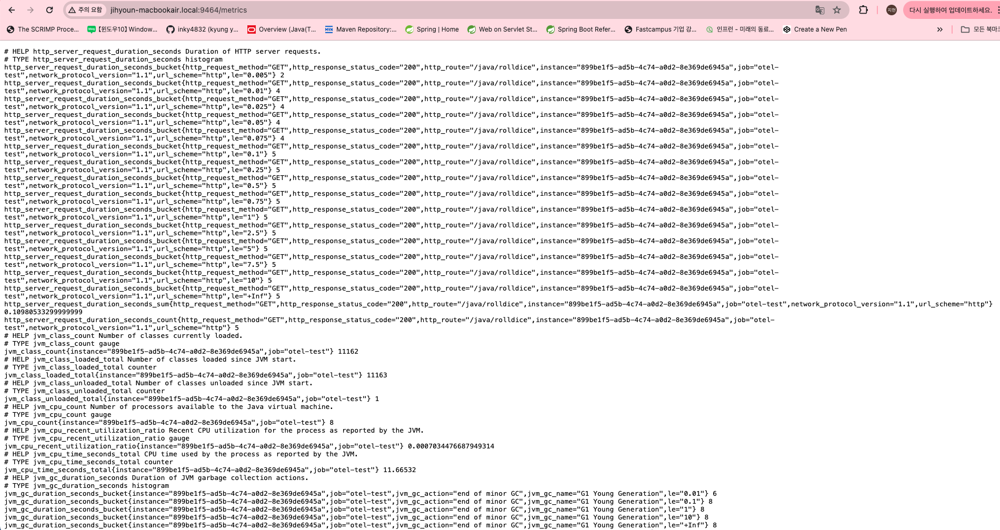 주의 요함 jihyoun-macbookair.local:9464/metrics 지현 다시 실행하여 업데이트하세요.
The SCRIMP Proce... blog 【윈도우10】 Window... inky4832 (kyung y... Overview (Java(T... MVN Maven Repository:... Spring | Home Web on Servlet St... Spring Boot Refer... Fastcampus 기업 강... 인프런 - 미래의 동료... Create a New Pen » 모든 북마크
# HELP http_server_request_duration_seconds Duration of HTTP server requests.
# TYPE http_server_request_duration_seconds histogram
http_server_request_duration_seconds_bucket{http_request_method="GET",http_response_status_code="200",http_route="/java/rolldice",instance="899be1f5-ad5b-4c74-a0d2-8e369de6945a",job="otel-
test",network_protocol_version="1.1",url_scheme="http",le="0.005"} 2
http_server_request_duration_seconds_bucket{http_request_method="GET",http_response_status_code="200",http_route="/java/rolldice",instance="899be1f5-ad5b-4c74-a0d2-8e369de6945a",job="otel-
test",network_protocol_version="1.1",url_scheme="http",le="0.01"} 4
http_server_request_duration_seconds_bucket{http_request_method="GET",http_response_status_code="200",http_route="/java/rolldice",instance="899be1f5-ad5b-4c74-a0d2-8e369de6945a",job="otel-
test",network_protocol_version="1.1",url_scheme="http",le="0.025"} 4
http_server_request_duration_seconds_bucket{http_request_method="GET",http_response_status_code="200",http_route="/java/rolldice",instance="899be1f5-ad5b-4c74-a0d2-8e369de6945a",job="otel-
test",network_protocol_version="1.1",url_scheme="http",le="0.05"} 4
http_server_request_duration_seconds_bucket{http_request_method="GET",http_response_status_code="200",http_route="/java/rolldice",instance="899be1f5-ad5b-4c74-a0d2-8e369de6945a",job="otel-
test",network_protocol_version="1.1",url_scheme="http",le="0.075"} 4
http_server_request_duration_seconds_bucket{http_request_method="GET",http_response_status_code="200",http_route="/java/rolldice",instance="899be1f5-ad5b-4c74-a0d2-8e369de6945a",job="otel-
test",network_protocol_version="1.1",url_scheme="http",le="0.1"} 5
http_server_request_duration_seconds_bucket{http_request_method="GET",http_response_status_code="200",http_route="/java/rolldice",instance="899be1f5-ad5b-4c74-a0d2-8e369de6945a",job="otel-
test",network_protocol_version="1.1",url_scheme="http",le="0.25"} 5
http_server_request_duration_seconds_bucket{http_request_method="GET",http_response_status_code="200",http_route="/java/rolldice",instance="899be1f5-ad5b-4c74-a0d2-8e369de6945a",job="otel-
test",network_protocol_version="1.1",url_scheme="http",le="0.5"} 5
http_server_request_duration_seconds_bucket{http_request_method="GET",http_response_status_code="200",http_route="/java/rolldice",instance="899be1f5-ad5b-4c74-a0d2-8e369de6945a",job="otel-
test",network_protocol_version="1.1",url_scheme="http",le="0.75"} 5
http_server_request_duration_seconds_bucket{http_request_method="GET",http_response_status_code="200",http_route="/java/rolldice",instance="899be1f5-ad5b-4c74-a0d2-8e369de6945a",job="otel-
test",network_protocol_version="1.1",url_scheme="http",le="1"} 5
http_server_request_duration_seconds_bucket{http_request_method="GET",http_response_status_code="200",http_route="/java/rolldice",instance="899be1f5-ad5b-4c74-a0d2-8e369de6945a",job="otel-
test",network_protocol_version="1.1",url_scheme="http",le="2.5"} 5
http_server_request_duration_seconds_bucket{http_request_method="GET",http_response_status_code="200",http_route="/java/rolldice",instance="899be1f5-ad5b-4c74-a0d2-8e369de6945a",job="otel-
test",network_protocol_version="1.1",url_scheme="http",le="5"} 5
http_server_request_duration_seconds_bucket{http_request_method="GET",http_response_status_code="200",http_route="/java/rolldice",instance="899be1f5-ad5b-4c74-a0d2-8e369de6945a",job="otel-
test",network_protocol_version="1.1",url_scheme="http",le="7.5"} 5
http_server_request_duration_seconds_bucket{http_request_method="GET",http_response_status_code="200",http_route="/java/rolldice",instance="899be1f5-ad5b-4c74-a0d2-8e369de6945a",job="otel-
test",network_protocol_version="1.1",url_scheme="http",le="10"} 5
http_server_request_duration_seconds_bucket{http_request_method="GET",http_response_status_code="200",http_route="/java/rolldice",instance="899be1f5-ad5b-4c74-a0d2-8e369de6945a",job="otel-
test",network_protocol_version="1.1",url_scheme="http",le="+Inf"} 5
http_server_request_duration_seconds_sum{http_request_method="GET",http_response_status_code="200",http_route="/java/rolldice",instance="899be1f5-ad5b-4c74-a0d2-8e369de6945a",job="otel-test",network_protocol_version="1.1",url_scheme="http"}
0.10980533299999999
http_server_request_duration_seconds_count{http_request_method="GET",http_response_status_code="200",http_route="/java/rolldice",instance="899be1f5-ad5b-4c74-a0d2-8e369de6945a",job="otel-
test",network_protocol_version="1.1",url_scheme="http"} 5
# HELP jvm_class_count Number of classes currently loaded.
# TYPE jvm_class_count gauge
jvm_class_count{instance="899be1f5-ad5b-4c74-a0d2-8e369de6945a",job="otel-test"} 11162
# HELP jvm_class_loaded_total Number of classes loaded since JVM start.
# TYPE jvm_class_loaded_total counter
jvm_class_loaded_total{instance="899be1f5-ad5b-4c74-a0d2-8e369de6945a",job="otel-test"} 11163
# HELP jvm_class_unloaded_total Number of classes unloaded since JVM start.
# TYPE jvm_class_unloaded_total counter
jvm_class_unloaded_total{instance="899be1f5-ad5b-4c74-a0d2-8e369de6945a",job="otel-test"} 1
# HELP jvm_cpu_count Number of processors available to the Java virtual machine.
# TYPE jvm_cpu_count gauge
jvm_cpu_count{instance="899be1f5-ad5b-4c74-a0d2-8e369de6945a",job="otel-test"} 8
# HELP jvm_cpu_recent_utilization_ratio Recent CPU utilization for the process as reported by the JVM.
# TYPE jvm_cpu_recent_utilization_ratio gauge
jvm_cpu_recent_utilization_ratio{instance="899be1f5-ad5b-4c74-a0d2-8e369de6945a",job="otel-test"} 0.0007034476687949314
# HELP jvm_cpu_time_seconds_total CPU time used by the process as reported by the JVM.
# TYPE jvm_cpu_time_seconds_total counter
jvm_cpu_time_seconds_total{instance="899be1f5-ad5b-4c74-a0d2-8e369de6945a",job="otel-test"} 11.66532
# HELP jvm_gc_duration_seconds Duration of JVM garbage collection actions.
# TYPE jvm_gc_duration_seconds histogram
jvm_gc_duration_seconds_bucket{instance="899be1f5-ad5b-4c74-a0d2-8e369de6945a",job="otel-test",jvm_gc_action="end of minor GC",jvm_gc_name="G1 Young Generation",le="0.01"} 6
jvm_gc_duration_seconds_bucket{instance="899be1f5-ad5b-4c74-a0d2-8e369de6945a",job="otel-test",jvm_gc_action="end of minor GC",jvm_gc_name="G1 Young Generation",le="0.1"} 8
jvm_gc_duration_seconds_bucket{instance="899be1f5-ad5b-4c74-a0d2-8e369de6945a",job="otel-test",jvm_gc_action="end of minor GC",jvm_gc_name="G1 Young Generation",le="1"} 8
jvm_gc_duration_seconds_bucket{instance="899be1f5-ad5b-4c74-a0d2-8e369de6945a",job="otel-test",jvm_gc_action="end of minor GC",jvm_gc_name="G1 Young Generation",le="10"} 8
jvm_gc_duration_seconds_bucket{instance="899be1f5-ad5b-4c74-a0d2-8e369de6945a",job="otel-test",jvm_gc_action="end of minor GC",jvm_gc_name="G1 Young Generation",le="+Inf"} 8